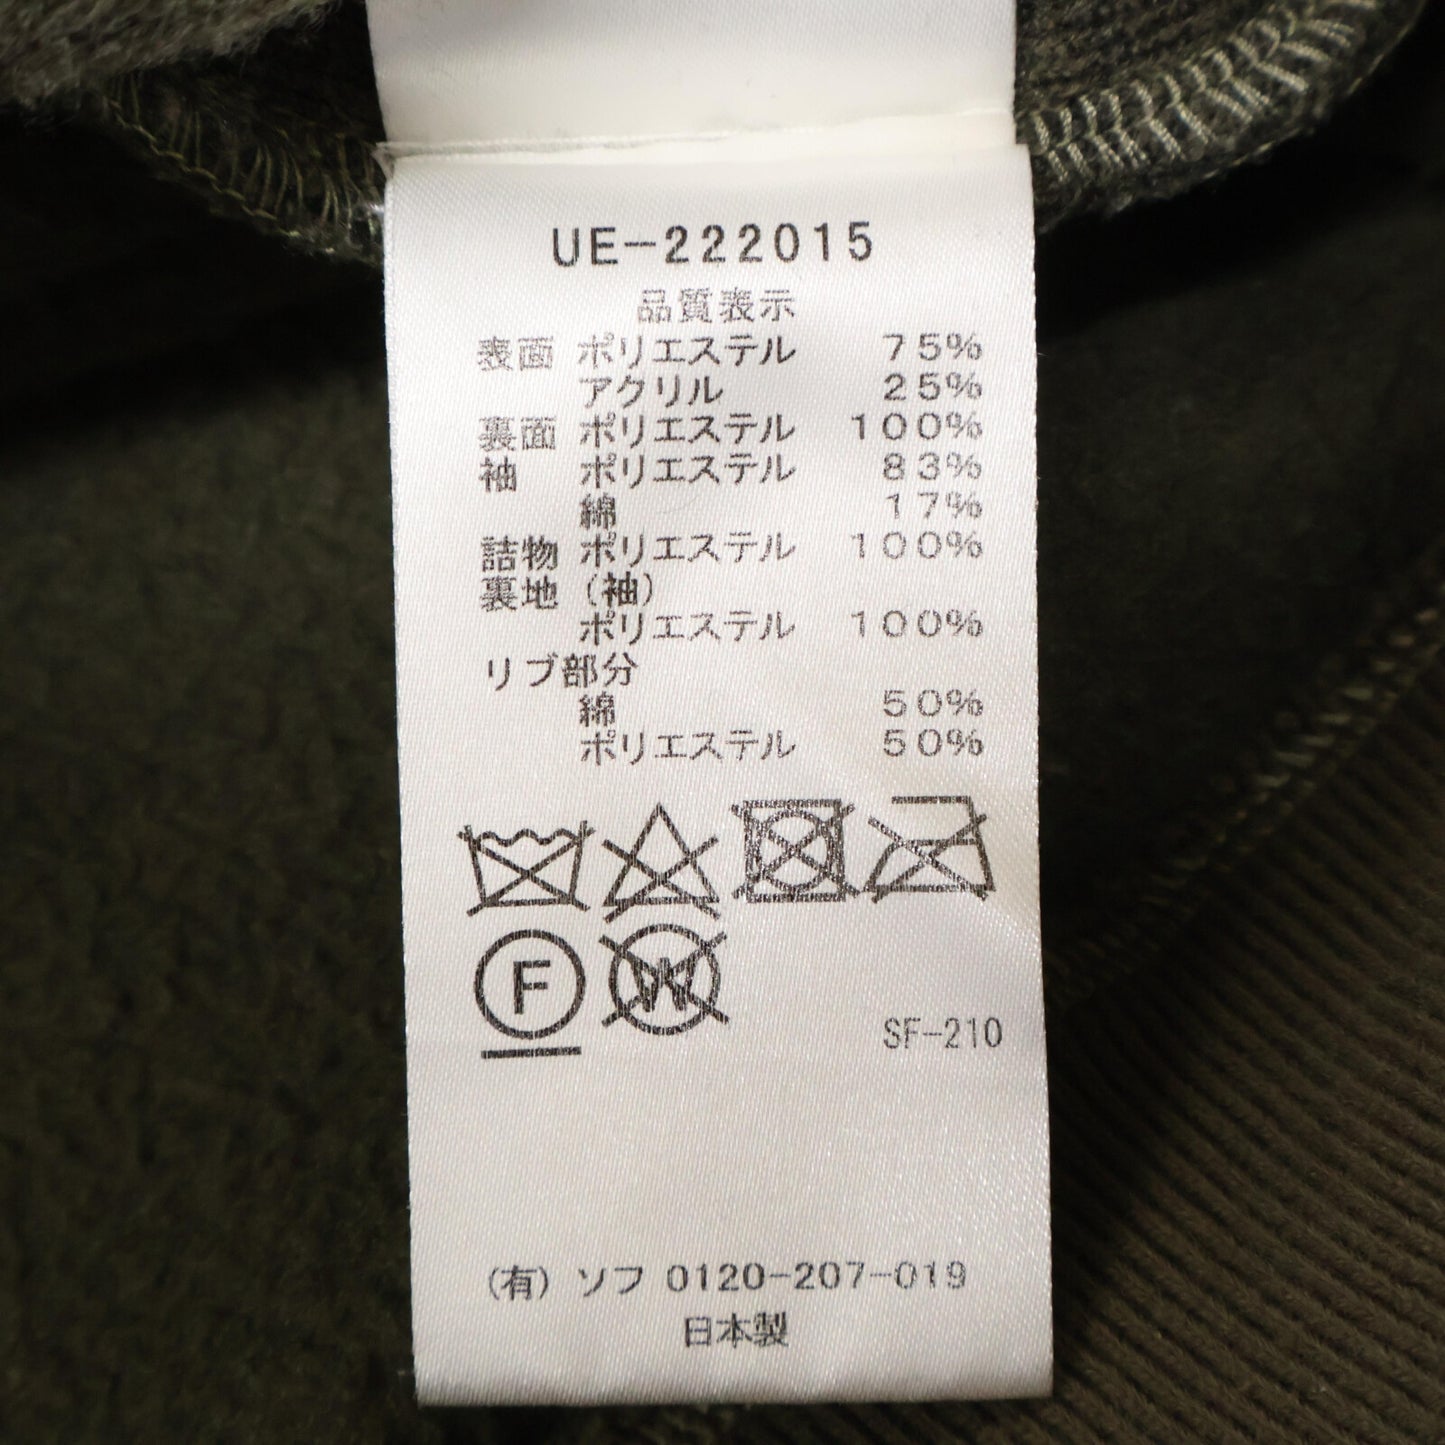 UE-222015
品質表示
表面 ポリエステル 75%
アクリル 25%
裏面 ポリエステル 100%
袖 ポリエステル 83%
綿 17%
詰物 ポリエステル 100%
裏地 (袖)
ポリエステル 100%
リブ部分
綿 50%
ポリエステル 50%
F W
SF-210
(有) ソフ 0120-207-019
日本製